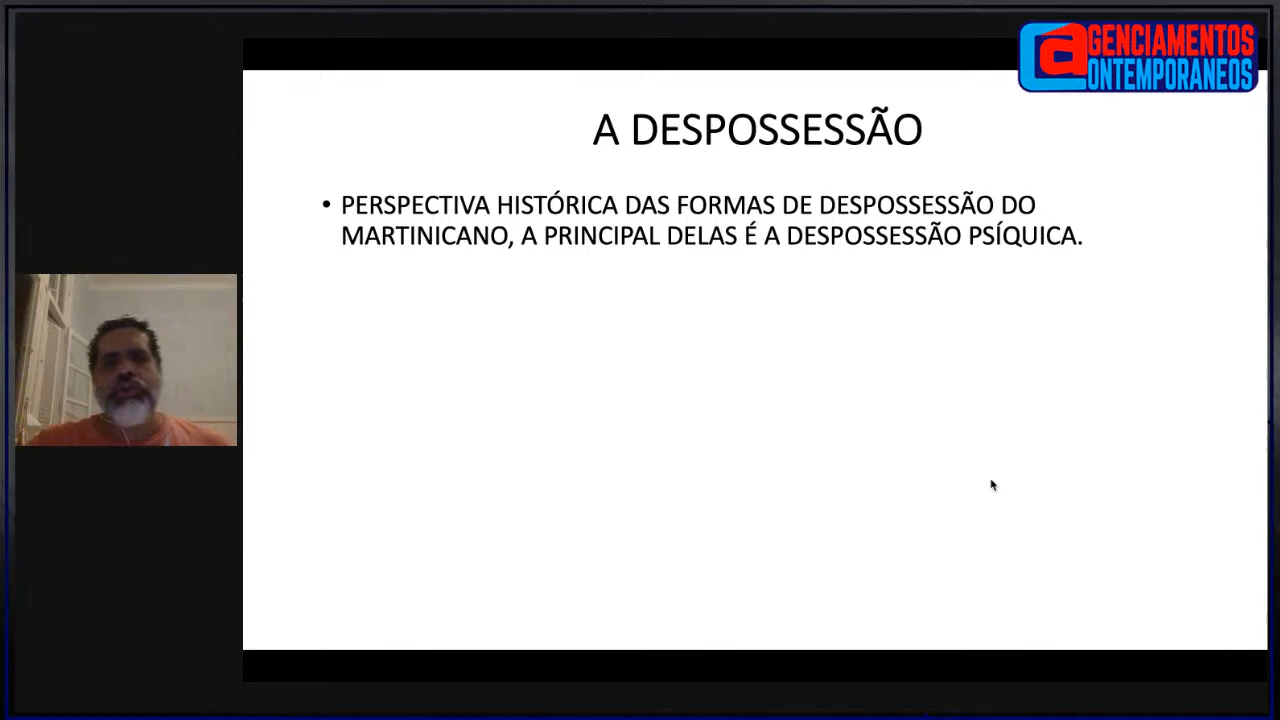 AGENCIAMENTOS
CONTEMPORANEOS
A DESPOSSESSÃO
• PERSPECTIVA HISTÓRICA DAS FORMAS DE DESPOSSESSÃO DO
MARTINICANO, A PRINCIPAL DELAS É A DESPOSSESSÃO PSÍQUICA.